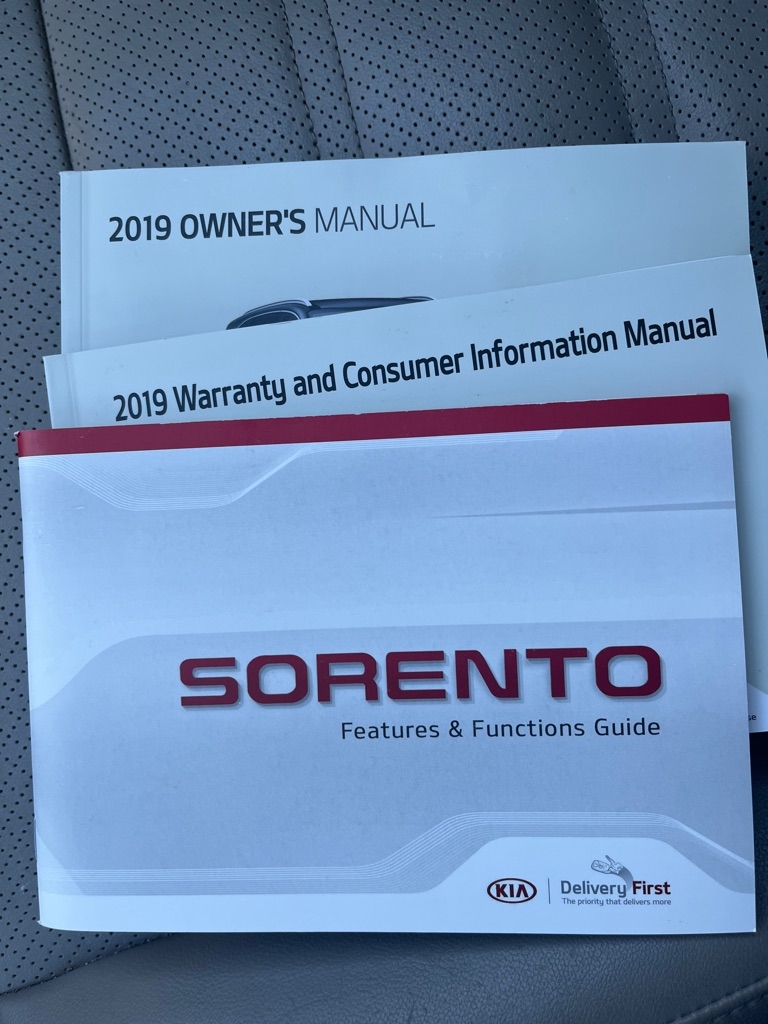 2019 OWNER'S MANUAL
2019 Warranty and Consumer Information Manual
SORENTO
Features & Functions Guide
KIA
Delivery First
The priority that delivers more